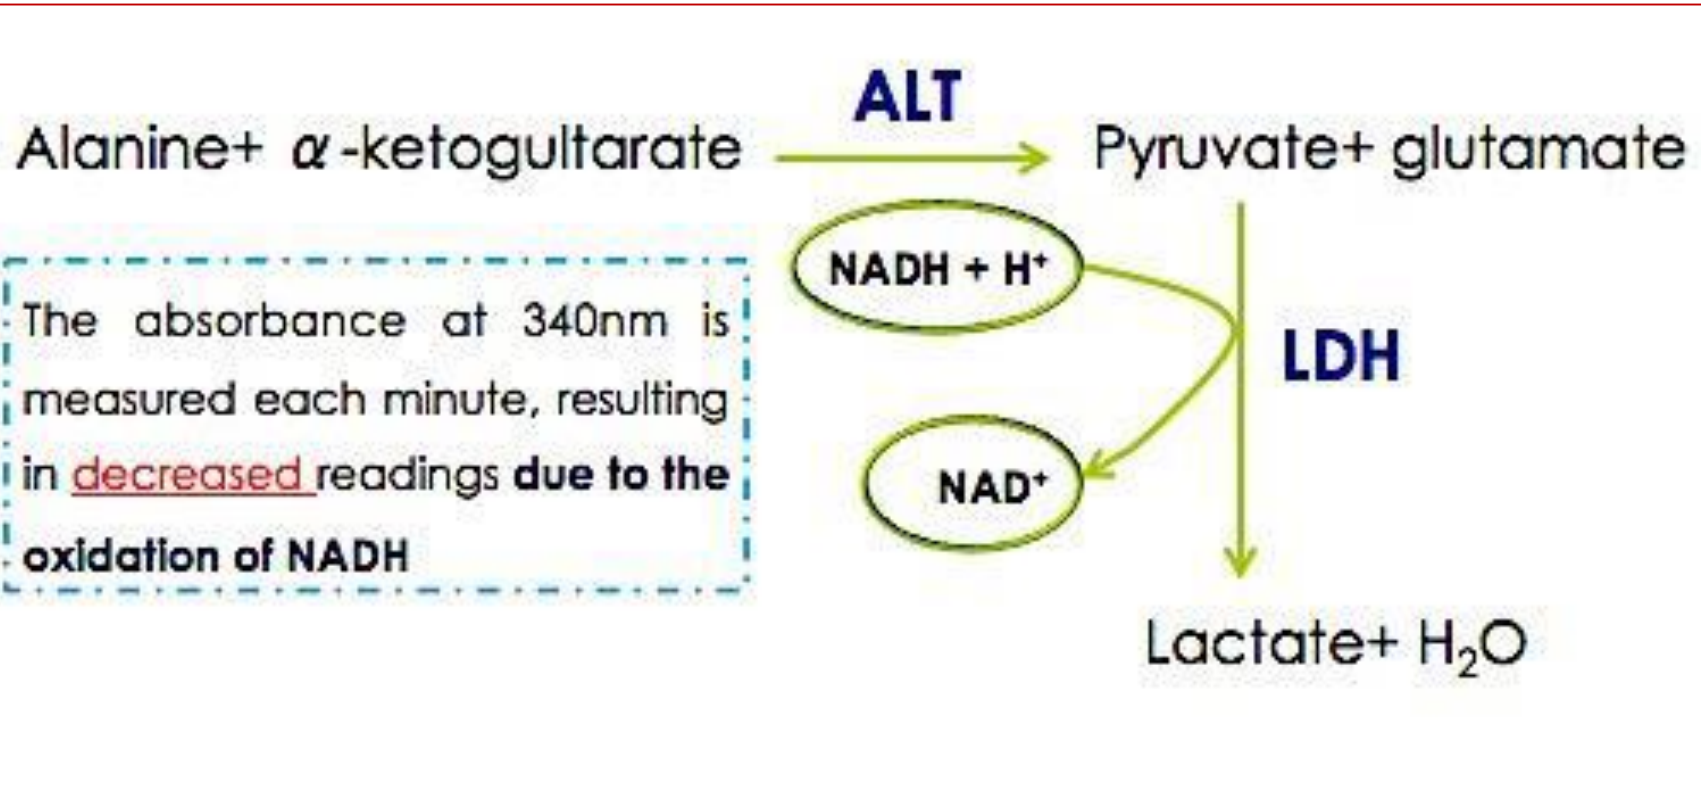 ALT
Alanine+ α-ketogultarate
Pyruvate+ glutamate
NADH + H⁺
The absorbance at 340nm is
measured each minute, resulting
in decreased readings due to the
oxidation of NADH
LDH
NAD⁺
Lactate+ H₂O